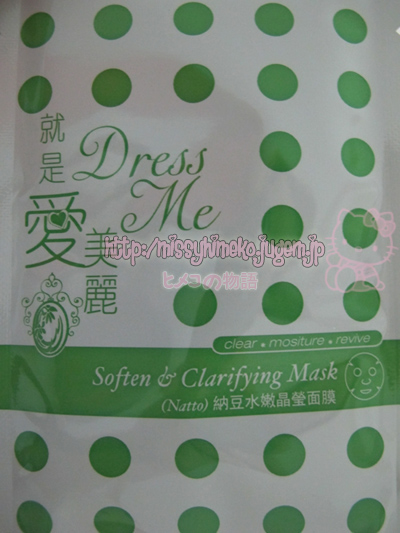 就是愛美麗
Dress
Me
http://missyhimeko.jugem.jp
ヒメコの物語
clear • mositure • revive
Soften & Clarifying Mask
(Natto) 納豆水嫩晶瑩面膜